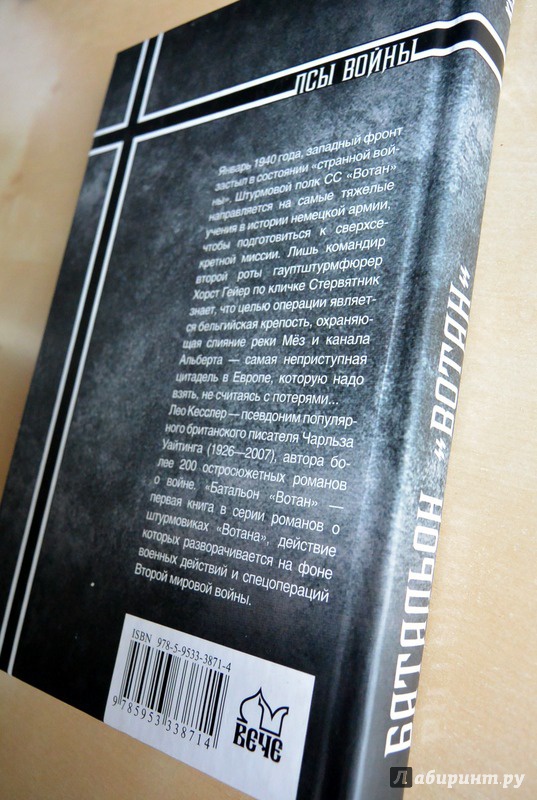 ПСЫ ВОЙНЫ
Январь 1940 года, западный фронт
застыл в состоянии «странной вой-
ны». Штурмовой полк СС «Вотан»
направляется на самые тяжелые
учения в истории немецкой армии,
чтобы подготовиться к сверхсе-
кретной миссии. Лишь командир
второй роты гауптштурмфюрер
Хорст Гейер по кличке Стервятник
знает, что целью операции являет-
ся бельгийская крепость, охраняю-
щая слияние реки Мёз и канала
Альберта — самая неприступная
цитадель в Европе, которую надо
взять, не считаясь с потерями...
Лео Кесслер — псевдоним популяр-
ного британского писателя Чарльза
Уайтинга (1926—2007), автора бо-
лее 200 остросюжетных романов
о войне. «Батальон «Вотан» —
первая книга в серии романов о
штурмовиках «Вотана», действие
которых разворачивается на фоне
военных действий и спецопераций
Второй мировой войны.
ISBN 978-5-9533-3871-4
9 785953 338714
ВЕЧЕ
БАТАЛЬОН „ВОТАН“
Лабиринт.ру